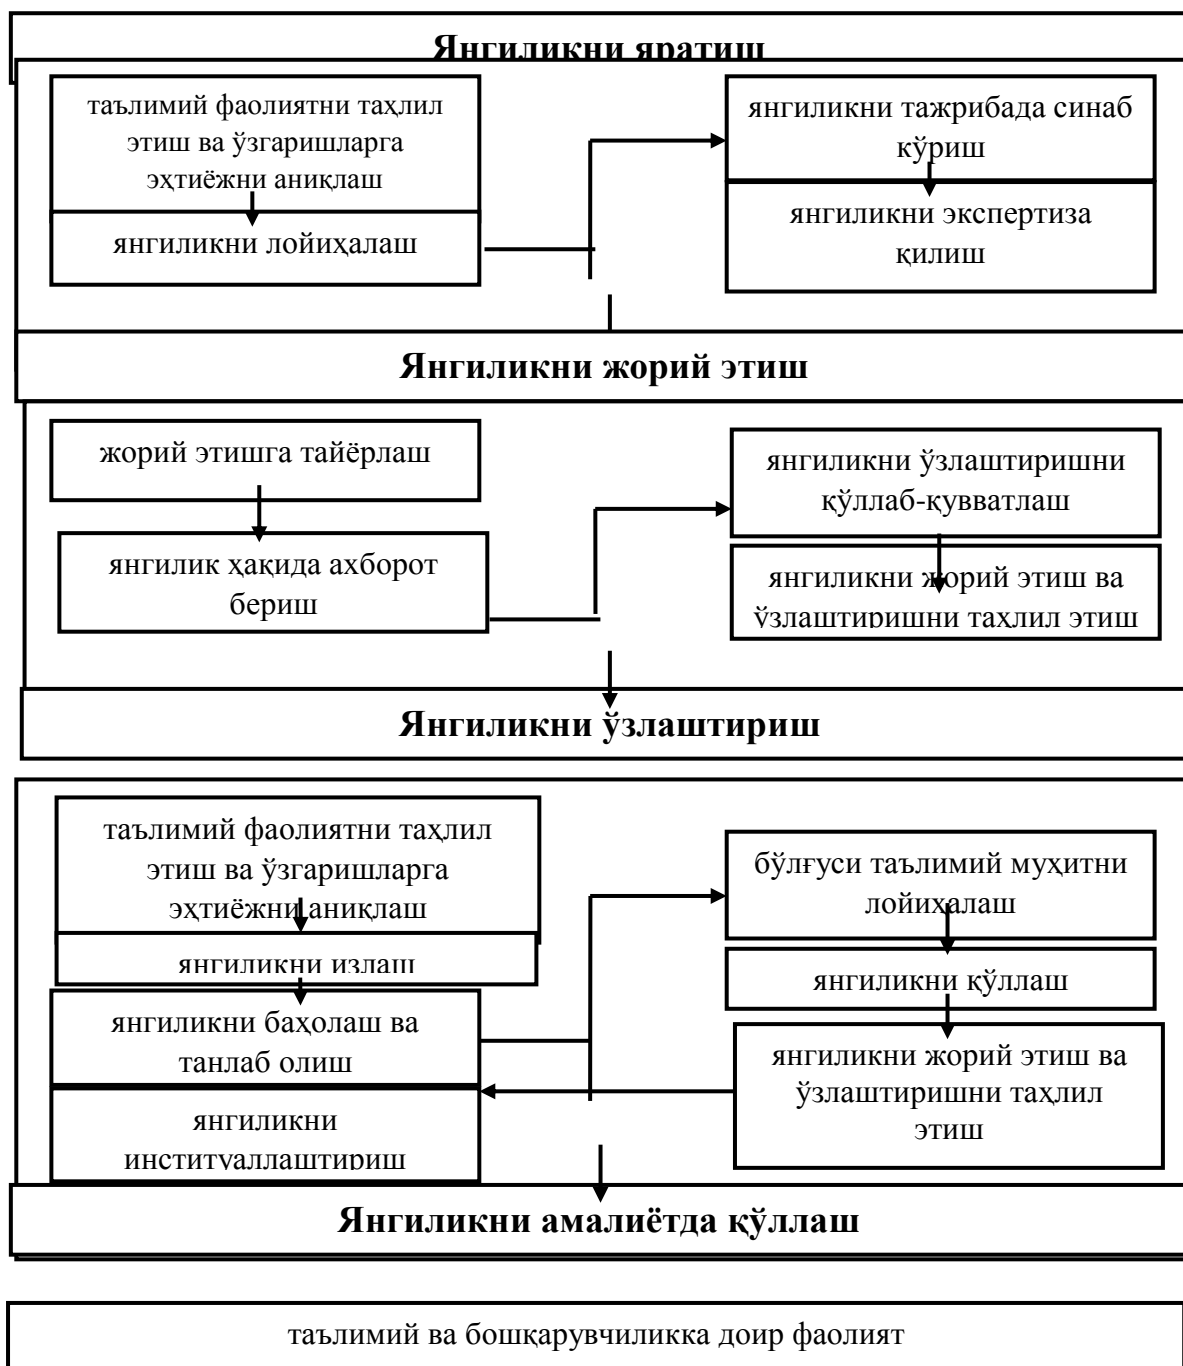 Янгиликни яратиш
таълимий фаолиятни таҳлил
этиш ва ўзгаришларга
эҳтиёжни аниқлаш
янгиликни лойиҳалаш
янгиликни тажрибада синаб
кўриш
янгиликни экспертиза
қилиш
Янгиликни жорий этиш
жорий этишга тайёрлаш
янгилик ҳақида ахборот
бериш
янгиликни ўзлаштиришни
қўллаб-қувватлаш
янгиликни жорий этиш ва
ўзлаштиришни таҳлил этиш
Янгиликни ўзлаштириш
таълимий фаолиятни таҳлил
этиш ва ўзгаришларга
эҳтиёжни аниқлаш
янгиликни излаш
янгиликни баҳолаш ва
танлаб олиш
янгиликни
институаллаштириш
бўлғуси таълимий муҳитни
лойиҳалаш
янгиликни қўллаш
янгиликни жорий этиш ва
ўзлаштиришни таҳлил
этиш
Янгиликни амалиётда қўллаш
таълимий ва бошқарувчиликка доир фаолият